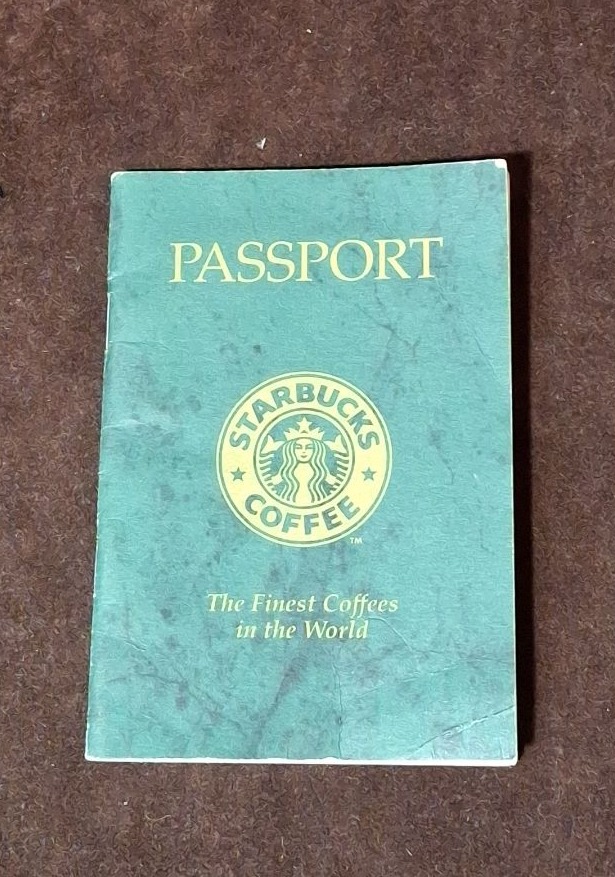 PASSPORT
STARBUCKS
COFFEE
TM
The Finest Coffees
in the World